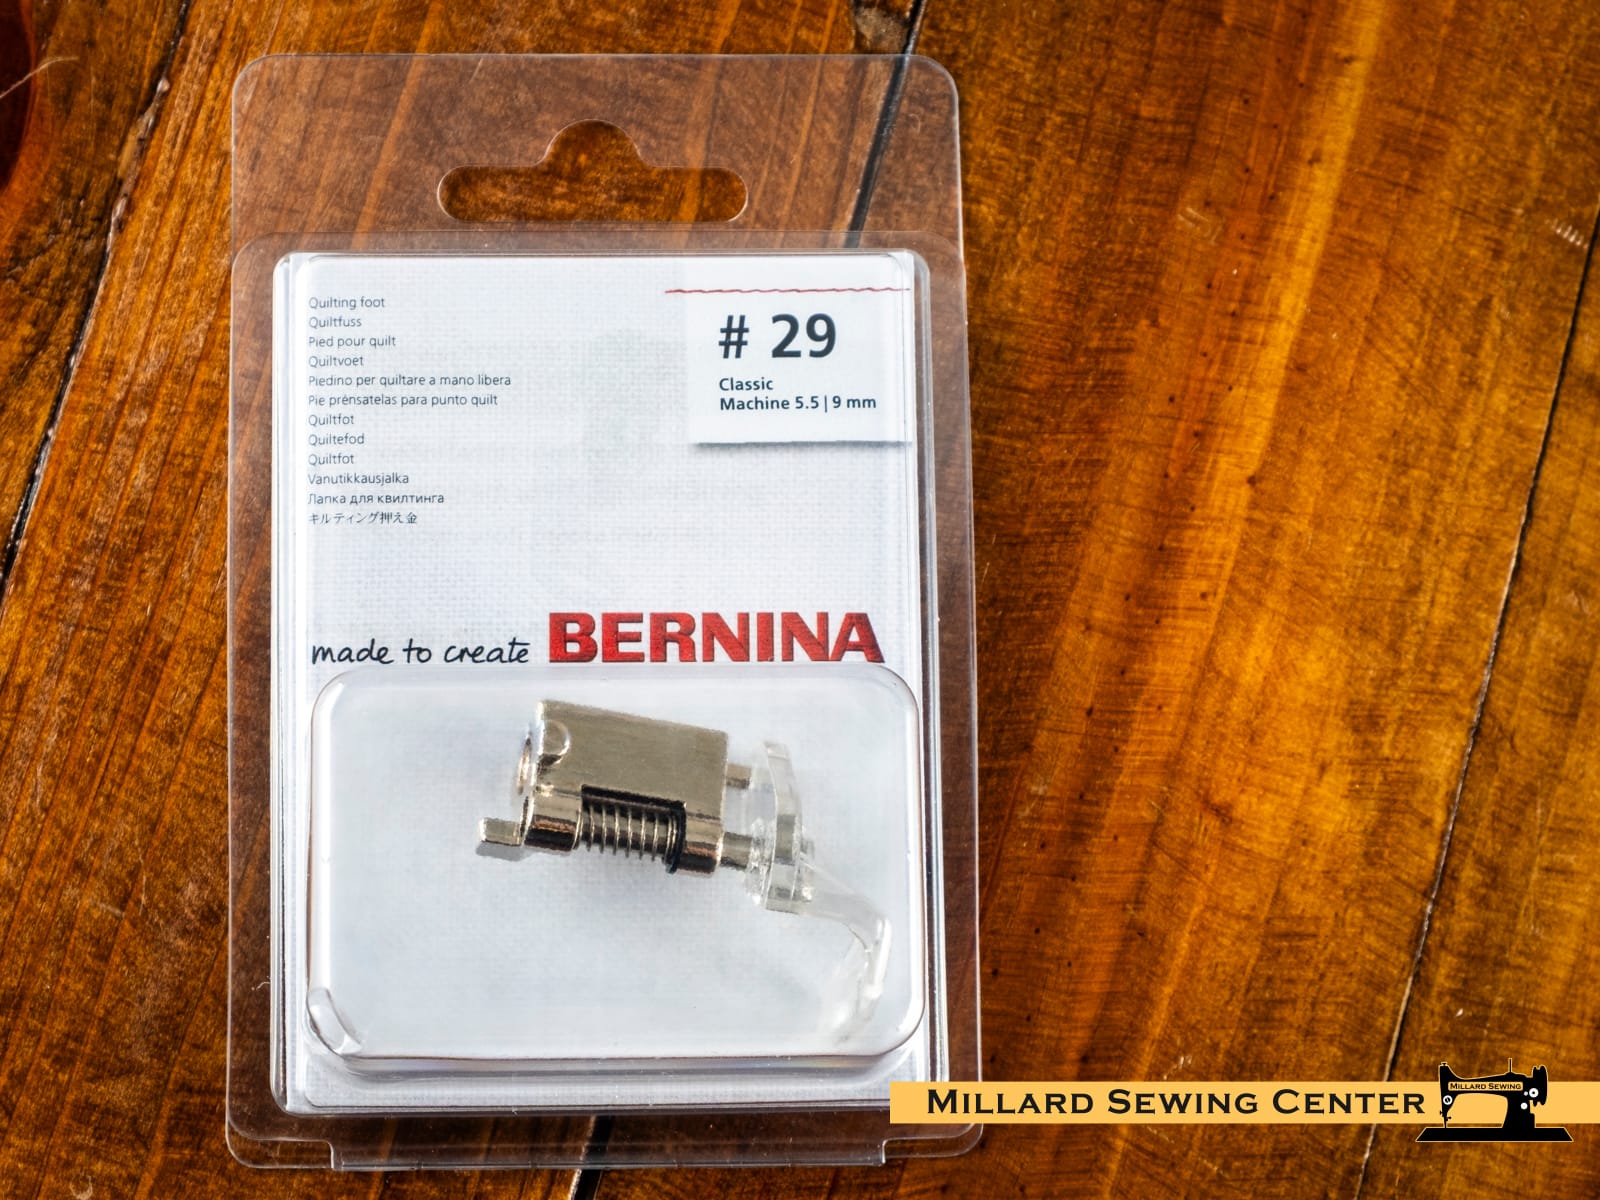 Quilting foot
Quiltfuss
Pied pour quilt
Quiltvoet
Piedino per quiltare a mano libera
Pie prénsatelas para punto quilt
Quiltfot
Quiltefod
Quiltfot
Vanutikkausjalka
Лапка для квилтинга
キルティング押え金
# 29
Classic
Machine 5.5 | 9 mm
made to create BERNINA
MILLARD SEWING CENTER
MILLARD SEWING